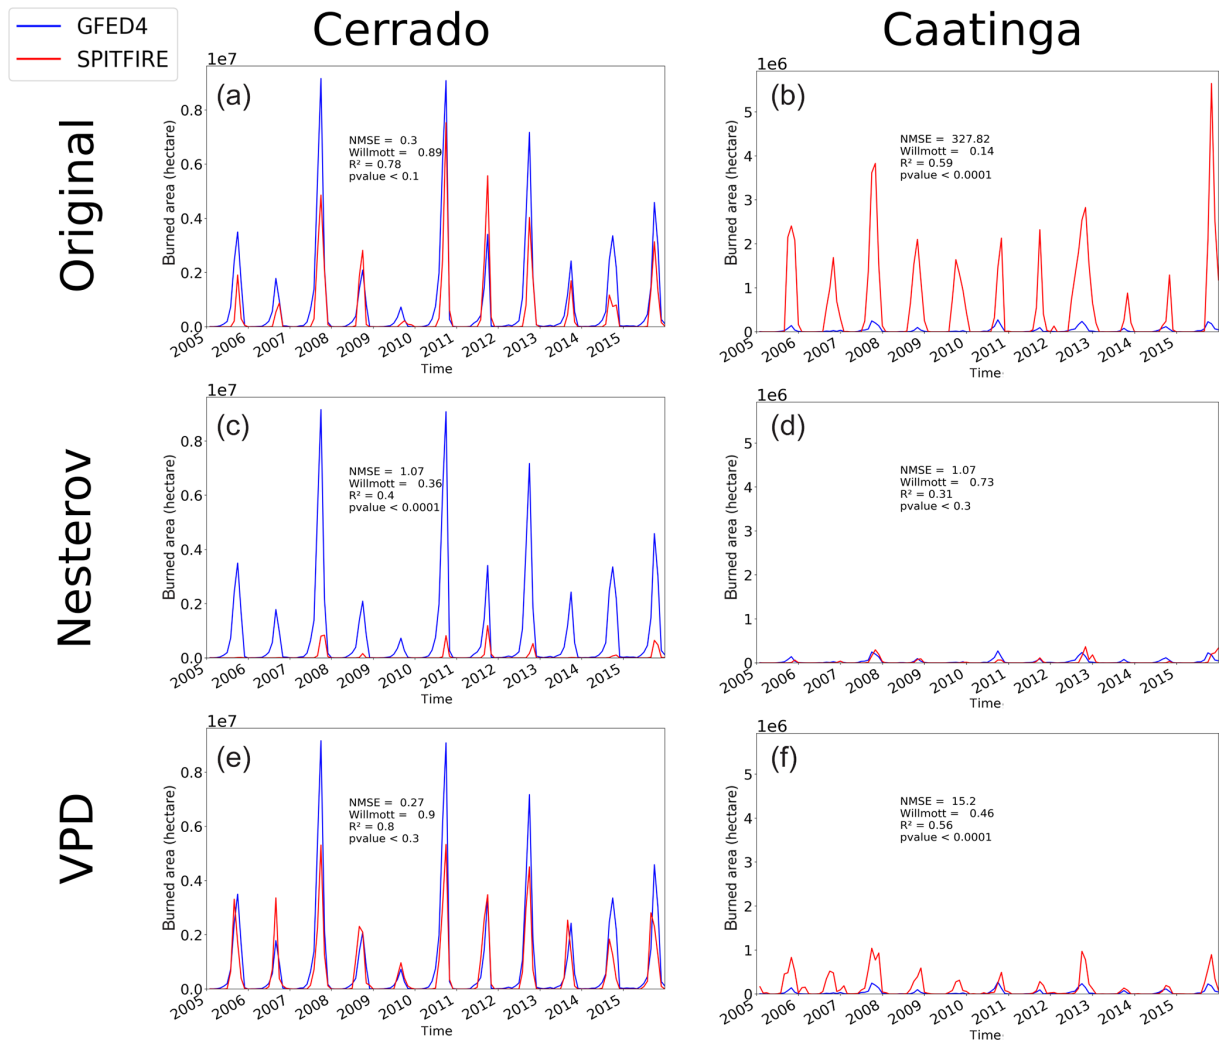 GFED4
SPITFIRE
Cerrado
Caatinga
Original
Nesterov
VPD
1e7
(a)
NMSE = 0.3
Willmott = 0.89
R² = 0.78
pvalue < 0.1
Burned area (hectare)
0.8
0.6
0.4
0.2
0.0
2005 2006 2007 2008 2009 2010 2011 2012 2013 2014 2015
Time
1e6
(b)
NMSE = 327.82
Willmott = 0.14
R² = 0.59
pvalue < 0.0001
Burned area (hectare)
5
4
3
2
1
0
2005 2006 2007 2008 2009 2010 2011 2012 2013 2014 2015
Time
1e7
(c)
NMSE = 1.07
Willmott = 0.36
R² = 0.4
pvalue < 0.0001
Burned area (hectare)
0.8
0.6
0.4
0.2
0.0
2005 2006 2007 2008 2009 2010 2011 2012 2013 2014 2015
Time
1e6
(d)
NMSE = 1.07
Willmott = 0.73
R² = 0.31
pvalue < 0.3
Burned area (hectare)
5
4
3
2
1
0
2005 2006 2007 2008 2009 2010 2011 2012 2013 2014 2015
Time
1e7
(e)
NMSE = 0.27
Willmott = 0.9
R² = 0.8
pvalue < 0.3
Burned area (hectare)
0.8
0.6
0.4
0.2
0.0
2005 2006 2007 2008 2009 2010 2011 2012 2013 2014 2015
Time
1e6
(f)
NMSE = 15.2
Willmott = 0.46
R² = 0.56
pvalue < 0.0001
Burned area (hectare)
5
4
3
2
1
0
2005 2006 2007 2008 2009 2010 2011 2012 2013 2014 2015
Time